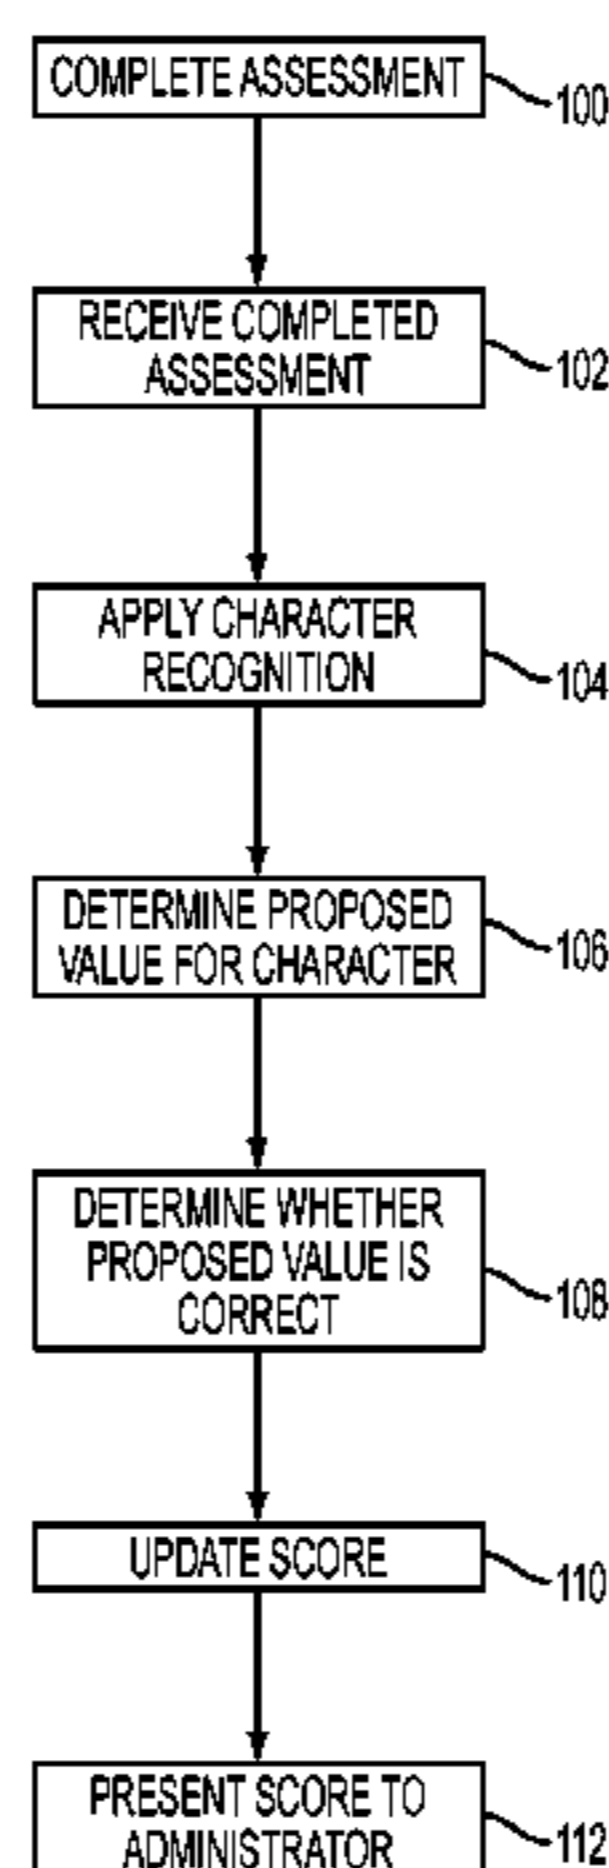 COMPLETE ASSESSMENT
100
RECEIVE COMPLETED
ASSESSMENT
102
APPLY CHARACTER
RECOGNITION
104
DETERMINE PROPOSED
VALUE FOR CHARACTER
106
DETERMINE WHETHER
PROPOSED VALUE IS
CORRECT
108
UPDATE SCORE
110
PRESENT SCORE TO
ADMINISTRATOR
112